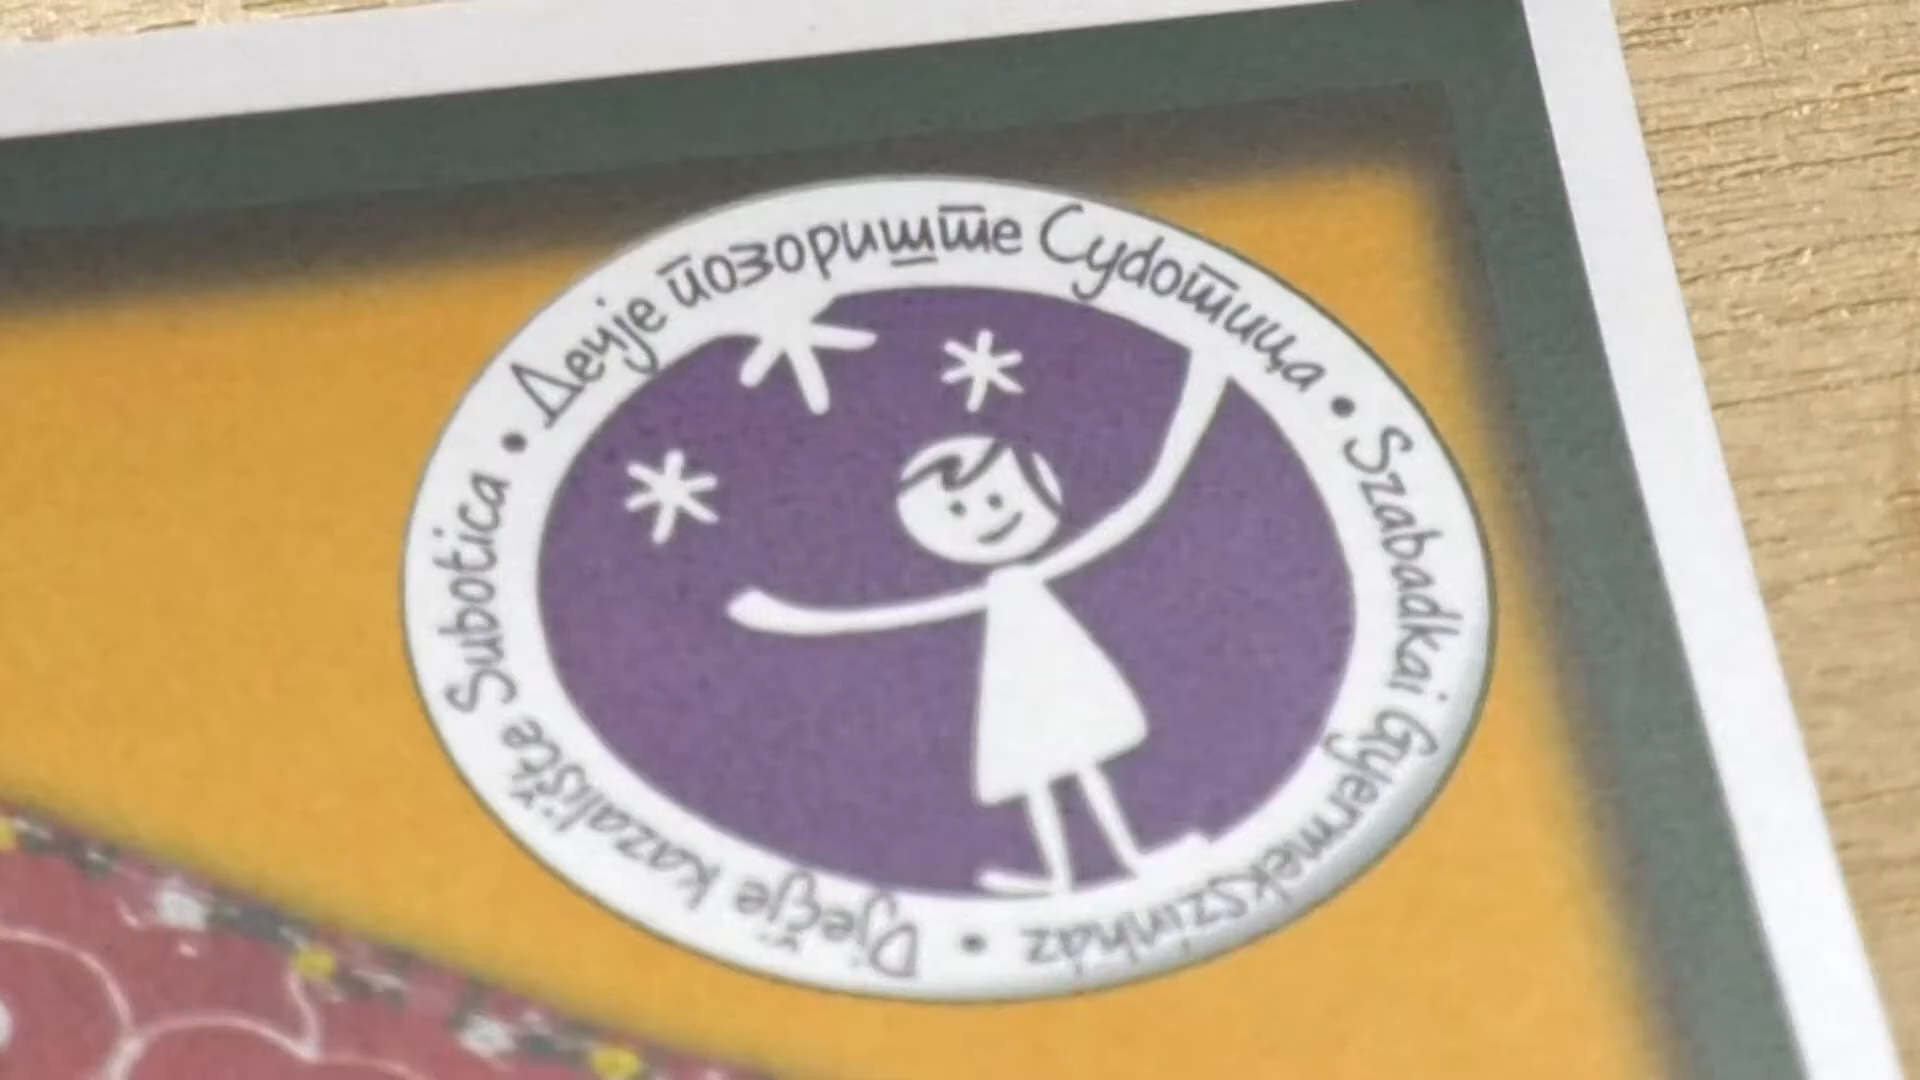 Дечје позориште Суботица • Szabadkai Gyermekszínház • Dječje kazalište Subotica •